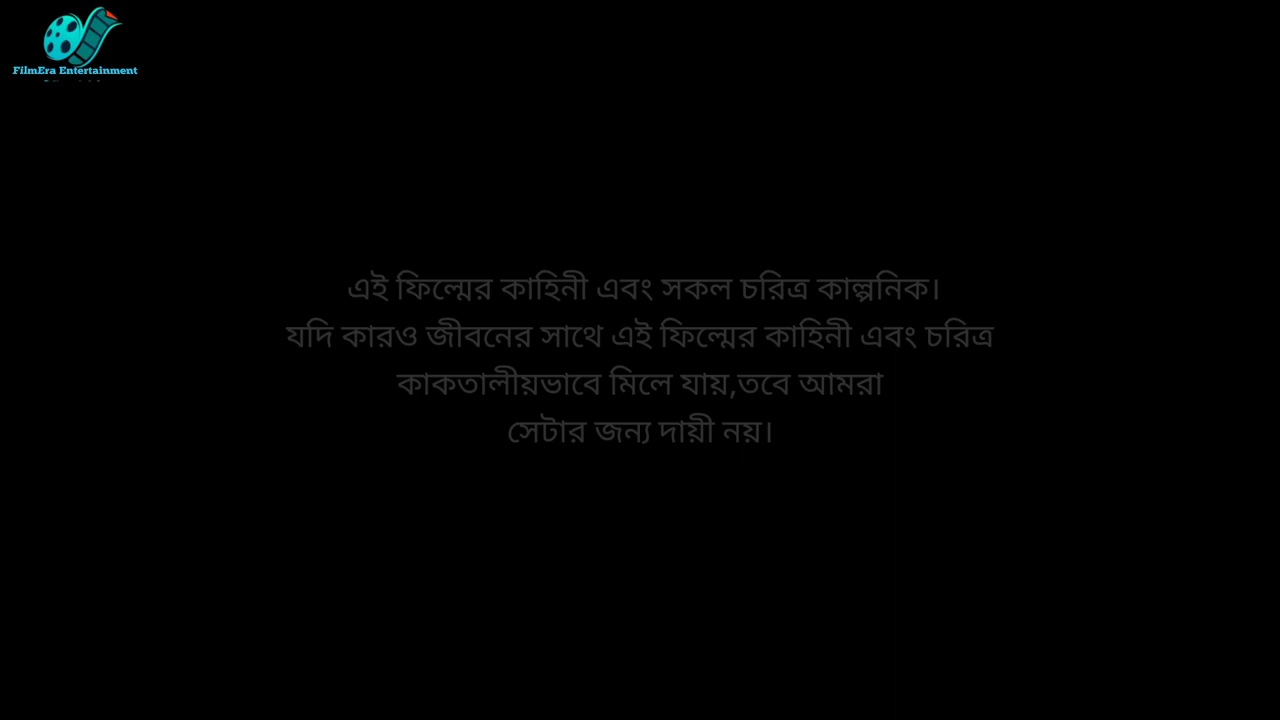 FilmEra Entertainment
এই ফিল্মের কাহিনী এবং সকল চরিত্র কাল্পনিক।
যদি কারও জীবনের সাথে এই ফিল্মের কাহিনী এবং চরিত্র
কাকতালীয়ভাবে মিলে যায়,তবে আমরা
সেটার জন্য দায়ী নয়।